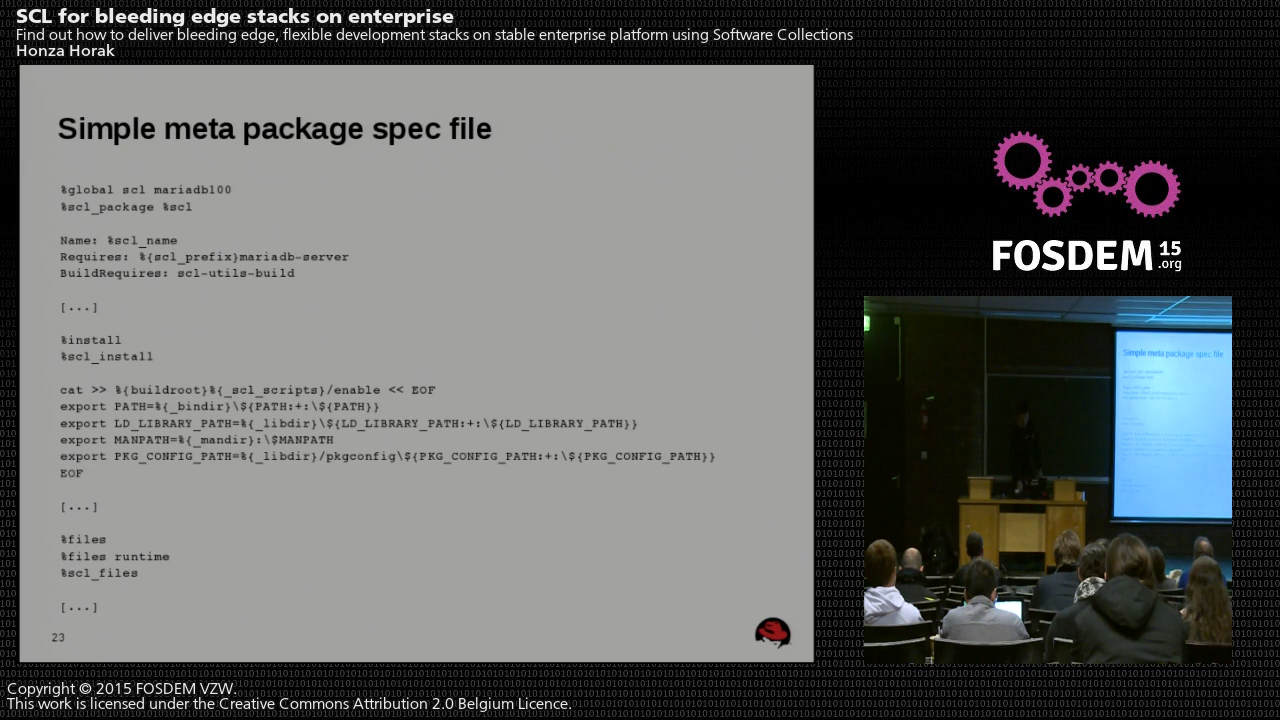 SCL for bleeding edge stacks on enterprise
Find out how to deliver bleeding edge, flexible development stacks on stable enterprise platform using Software Collections
Honza Horak
Simple meta package spec file
%global scl mariadb100
%scl_package %scl
Name: %scl_name
Requires: %{scl_prefix}mariadb-server
BuildRequires: scl-utils-build
[...]
%install
%scl_install
cat >> %{buildroot}%{_scl_scripts}/enable << EOF
export PATH=%{_bindir}\${PATH:+:\${PATH}}
export LD_LIBRARY_PATH=%{_libdir}\${LD_LIBRARY_PATH:+:\${LD_LIBRARY_PATH}}
export MANPATH=%{_mandir}:\$MANPATH
export PKG_CONFIG_PATH=%{_libdir}/pkgconfig\${PKG_CONFIG_PATH:+:\${PKG_CONFIG_PATH}}
EOF
[...]
%files
%files runtime
%scl_files
[...]
23
FOSDEM 15
.org
Simple meta package spec file
Copyright © 2015 FOSDEM VZW.
This work is licensed under the Creative Commons Attribution 2.0 Belgium Licence.